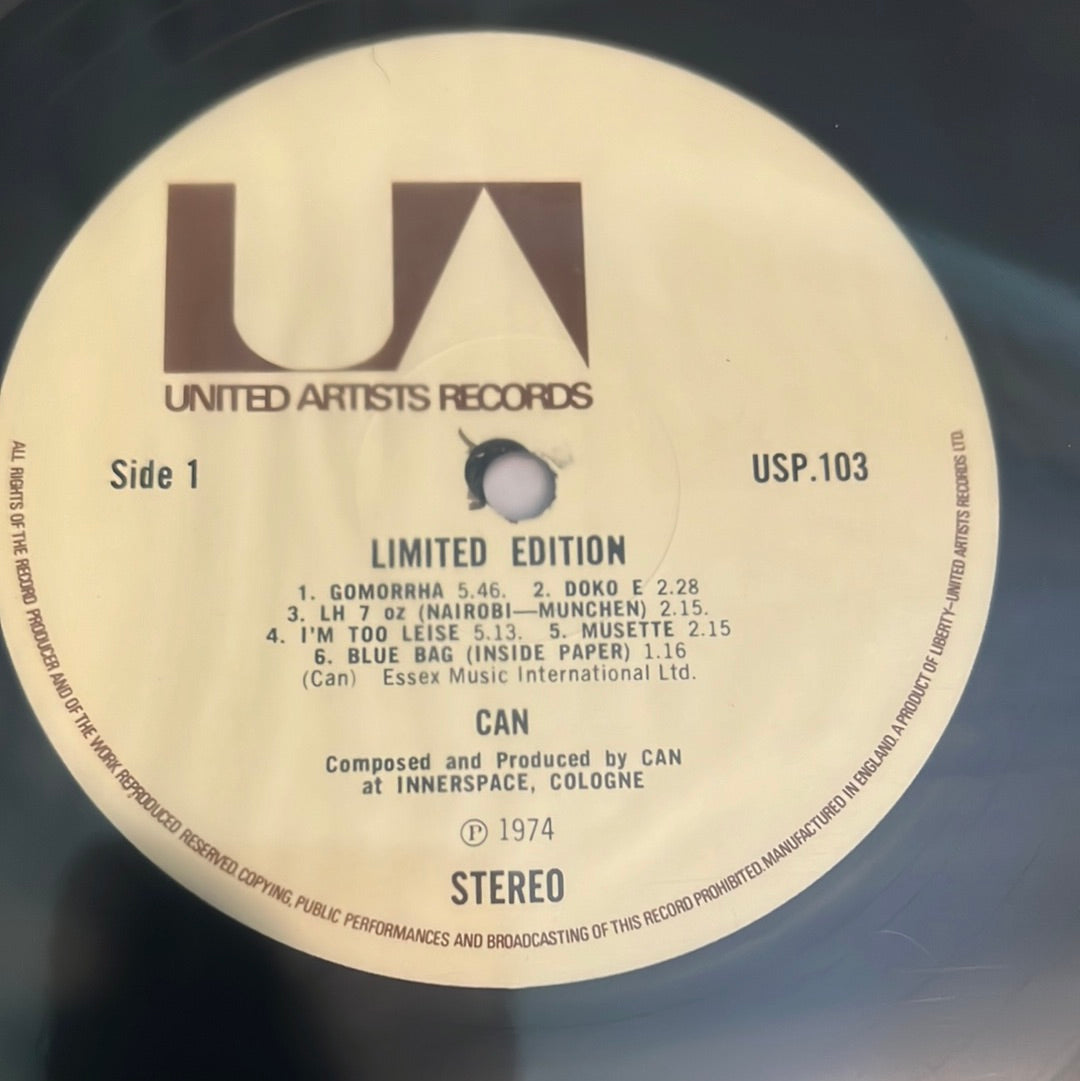 UA
UNITED ARTISTS RECORDS
Side 1
USP.103
LIMITED EDITION
1. GOMORRHA 5.46. 2. DOKO E 2.28
3. LH 7 oz (NAIROBI—MUNCHEN) 2.15.
4. I'M TOO LEISE 5.13. 5. MUSETTE 2.15
6. BLUE BAG (INSIDE PAPER) 1.16
(Can) Essex Music International Ltd.
CAN
Composed and Produced by CAN
at INNERSPACE, COLOGNE
℗ 1974
STEREO
ALL RIGHTS OF THE RECORD PRODUCER AND OF THE WORK REPRODUCED RESERVED. COPYING, PUBLIC PERFORMANCES AND BROADCASTING OF THIS RECORD PROHIBITED. MANUFACTURED IN ENGLAND. A PRODUCT OF LIBERTY–UNITED ARTISTS RECORDS LTD.